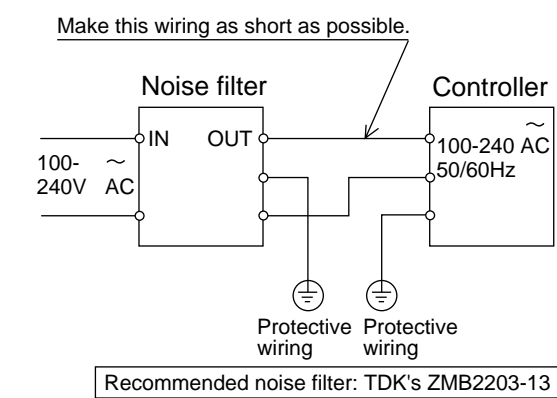 Make this wiring as short as possible.
Noise filter
Controller
IN
OUT
100-
240V
~
AC
~
100-240 AC
50/60Hz
Protective
wiring
Protective
wiring
Recommended noise filter: TDK's ZMB2203-13